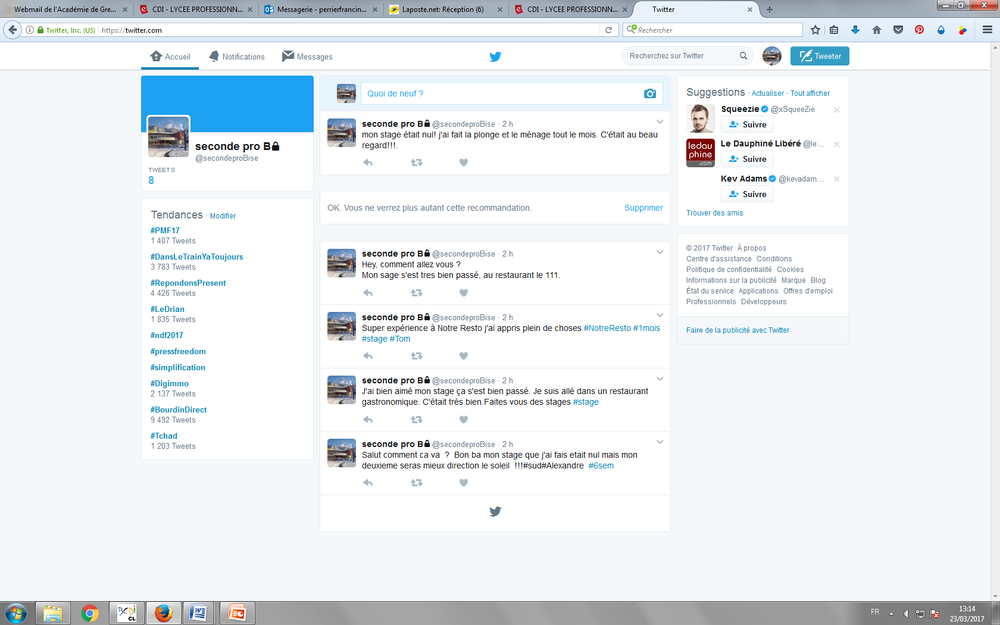 Webmail de l'Académie de Gre...
CDI - LYCEE PROFESSIONN...
Messagerie - perrierfrancin...
Laposte.net: Réception (6)
CDI - LYCEE PROFESSIONN...
Twitter
Twitter, Inc. (US)
https://twitter.com
Rechercher
Accueil
Notifications
Messages
Recherchez sur Twitter
Tweeter
seconde pro B
@secondeproBise
TWEETS
8
Tendances · Modifier
#PMF17
1 407 Tweets
#DansLeTrainYaToujours
3 783 Tweets
#RepondonsPresent
4 426 Tweets
#LeDrian
1 835 Tweets
#ndf2017
#pressfreedom
#simplification
#Digimmo
2 137 Tweets
#BourdinDirect
9 492 Tweets
#Tchad
1 203 Tweets
Quoi de neuf ?
seconde pro B @secondeproBise · 2 h
mon stage était nul! j'ai fait la plonge et le ménage tout le mois. C'était au beau
regard!!!.
OK. Vous ne verrez plus autant cette recommandation.
Supprimer
seconde pro B @secondeproBise · 2 h
Hey, comment allez vous ?
Mon sage s'est tres bien passé, au restaurant le 111.
seconde pro B @secondeproBise · 2 h
Super expérience à Notre Resto j'ai appris plein de choses #NotreResto #1mois
#stage #Tom
seconde pro B @secondeproBise · 2 h
J'ai bien aimé mon stage ça s'est bien passé. Je suis allé dans un restaurant
gastronomique. C'était très bien.Faites vous des stages #stage
seconde pro B @secondeproBise · 2 h
Salut comment ca va  ?  Bon ba mon stage que j'ai fais etait nul mais mon
deuxieme seras mieux direction le soleil  !!!#sud#Alexandre  #6sem
Suggestions · Actualiser · Tout afficher
Squeezie @xSqueeZie
Suivre
ledau
phine
.com
Le Dauphiné Libéré @le...
Suivre
Kev Adams @kevadam...
Suivre
Trouver des amis
© 2017 Twitter À propos
Centre d'assistance Conditions
Politique de confidentialité Cookies
Informations sur la publicité Marque Blog
État du service Applications Offres d'emploi
Professionnels Développeurs
Faire de la publicité avec Twitter
BCDI
CL
FR
13:14
23/03/2017